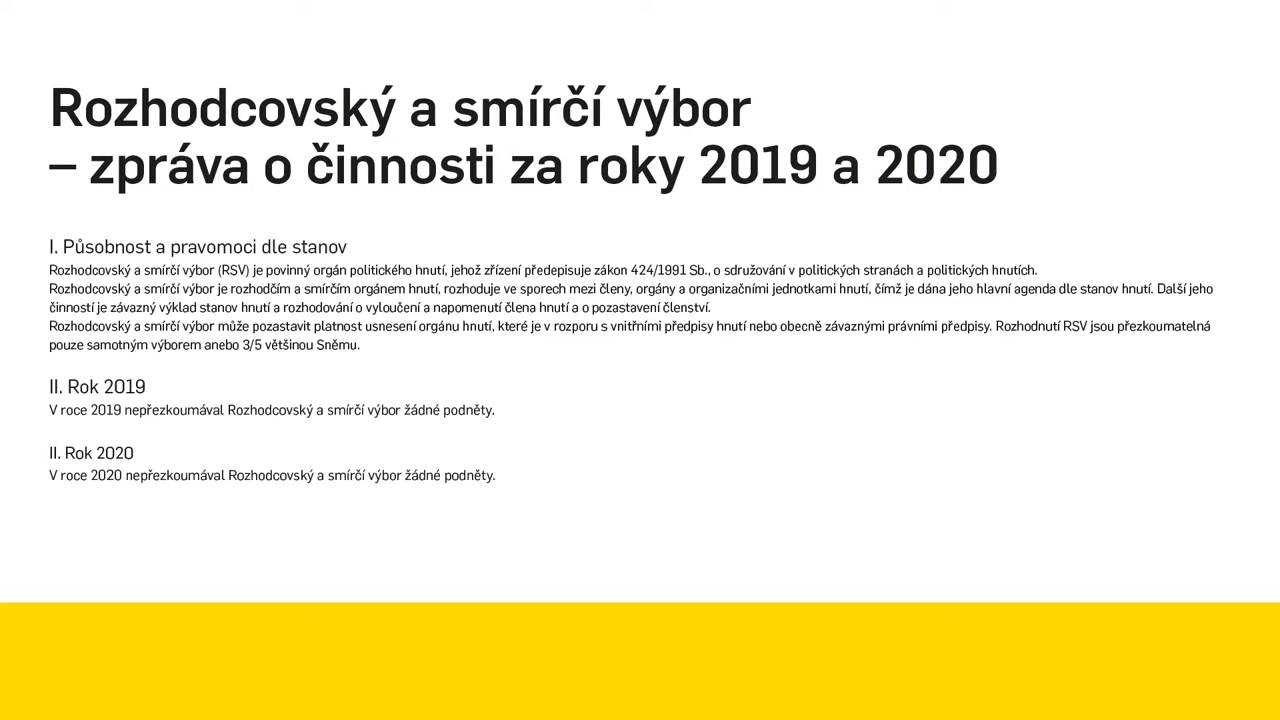 Rozhodcovský a smírčí výbor
– zpráva o činnosti za roky 2019 a 2020
I. Působnost a pravomoci dle stanov
Rozhodcovský a smírčí výbor (RSV) je povinný orgán politického hnutí, jehož zřízení předepisuje zákon 424/1991 Sb., o sdružování v politických stranách a politických hnutích.
Rozhodcovský a smírčí výbor je rozhodčím a smírčím orgánem hnutí, rozhoduje ve sporech mezi členy, orgány a organizačními jednotkami hnutí, čímž je dána jeho hlavní agenda dle stanov hnutí. Další jeho
činností je závazný výklad stanov hnutí a rozhodování o vyloučení a napomenutí člena hnutí a o pozastavení členství.
Rozhodcovský a smírčí výbor může pozastavit platnost usnesení orgánu hnutí, které je v rozporu s vnitřními předpisy hnutí nebo obecně závaznými právními předpisy. Rozhodnutí RSV jsou přezkoumatelná
pouze samotným výborem anebo 3/5 většinou Sněmu.
II. Rok 2019
V roce 2019 nepřezkoumával Rozhodcovský a smírčí výbor žádné podněty.
II. Rok 2020
V roce 2020 nepřezkoumával Rozhodcovský a smírčí výbor žádné podněty.